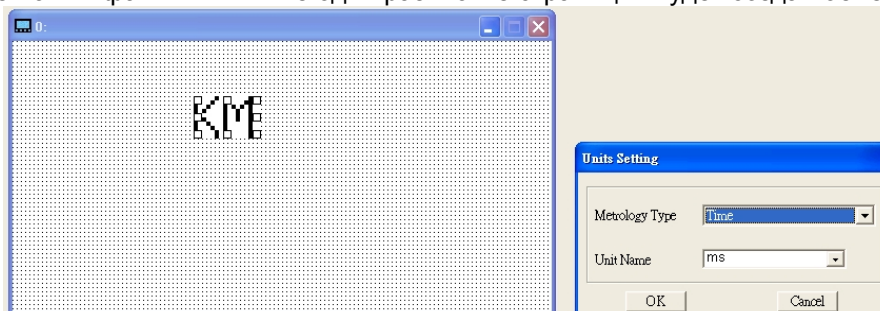 0:
KM
Units Setting
Metrology Type Time
Unit Name ms
OK Cancel